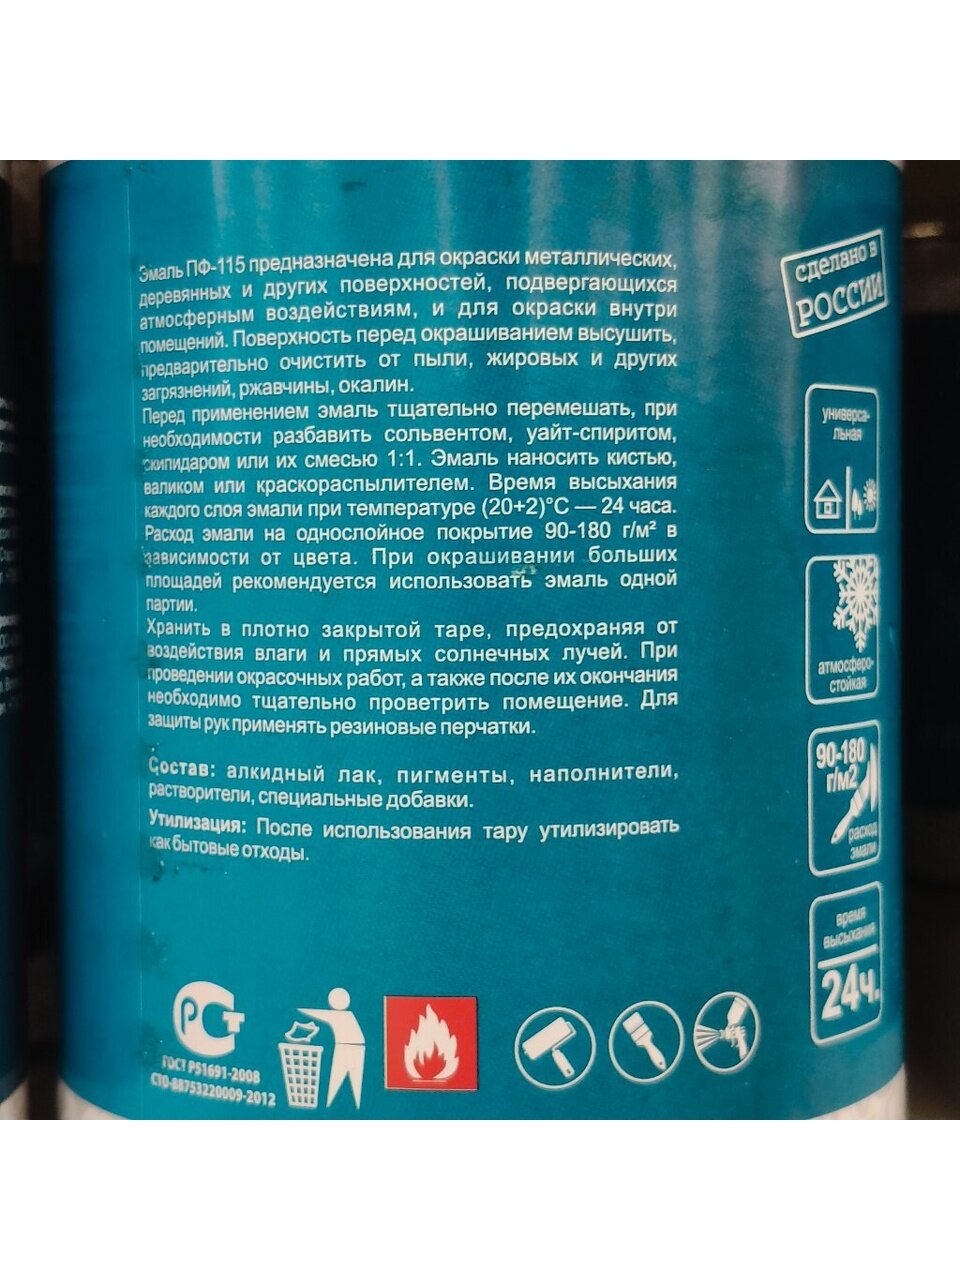 Эмаль ПФ-115 предназначена для окраски металлических,
деревянных и других поверхностей, подвергающихся
атмосферным воздействиям, и для окраски внутри
помещений. Поверхность перед окрашиванием высушить,
предварительно очистить от пыли, жировых и других
загрязнений, ржавчины, окалин.
Перед применением эмаль тщательно перемешать, при
необходимости разбавить сольвентом, уайт-спиритом,
скипидаром или их смесью 1:1. Эмаль наносить кистью,
валиком или краскораспылителем. Время высыхания
каждого слоя эмали при температуре (20+2)°С — 24 часа.
Расход эмали на однослойное покрытие 90-180 г/м² в
зависимости от цвета. При окрашивании больших
площадей рекомендуется использовать эмаль одной
партии.
Хранить в плотно закрытой таре, предохраняя от
воздействия влаги и прямых солнечных лучей. При
проведении окрасочных работ, а также после их окончания
необходимо тщательно проветрить помещение. Для
защиты рук применять резиновые перчатки.
Состав: алкидный лак, пигменты, наполнители,
растворители, специальные добавки.
Утилизация: После использования тару утилизировать
как бытовые отходы.
РСТ
ГОСТ Р51691-2008
СТО-88753220009-2012
сделано в
РОССИИ
универса-
льная
атмосферо-
стойкая
90-180
г/м2
расход
эмали
время
высыхания
24ч.